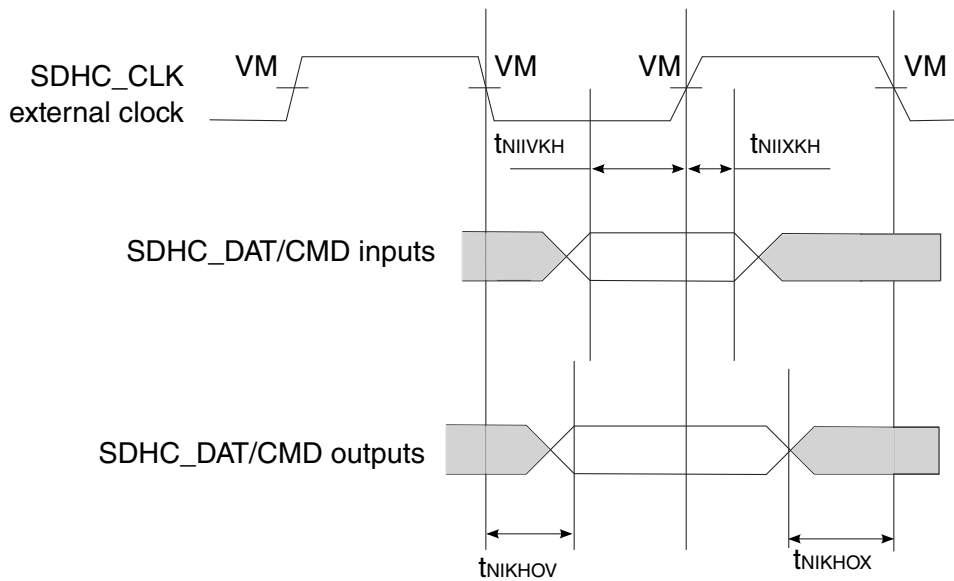 VM VM VM VM
SDHC_CLK
external clock
tNIIVKH tNIIXKH
SDHC_DAT/CMD inputs
SDHC_DAT/CMD outputs
tNIKHOV tNIKHOX